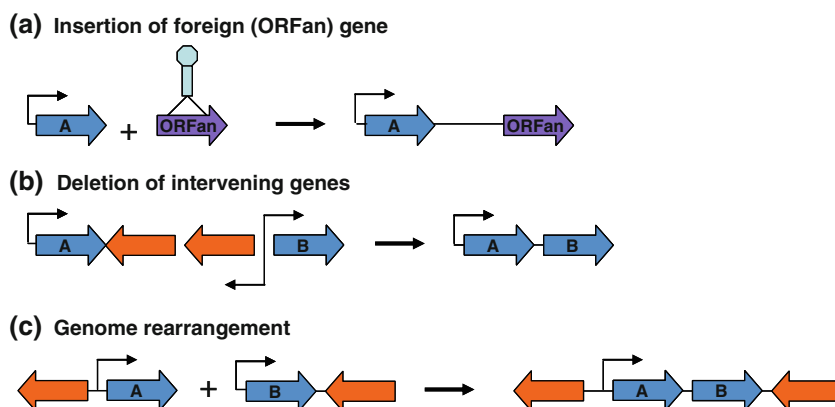 (a) Insertion of foreign (ORFan) gene
A + ORFan A ORFan
(b) Deletion of intervening genes
A B A B
(c) Genome rearrangement
A + B A B